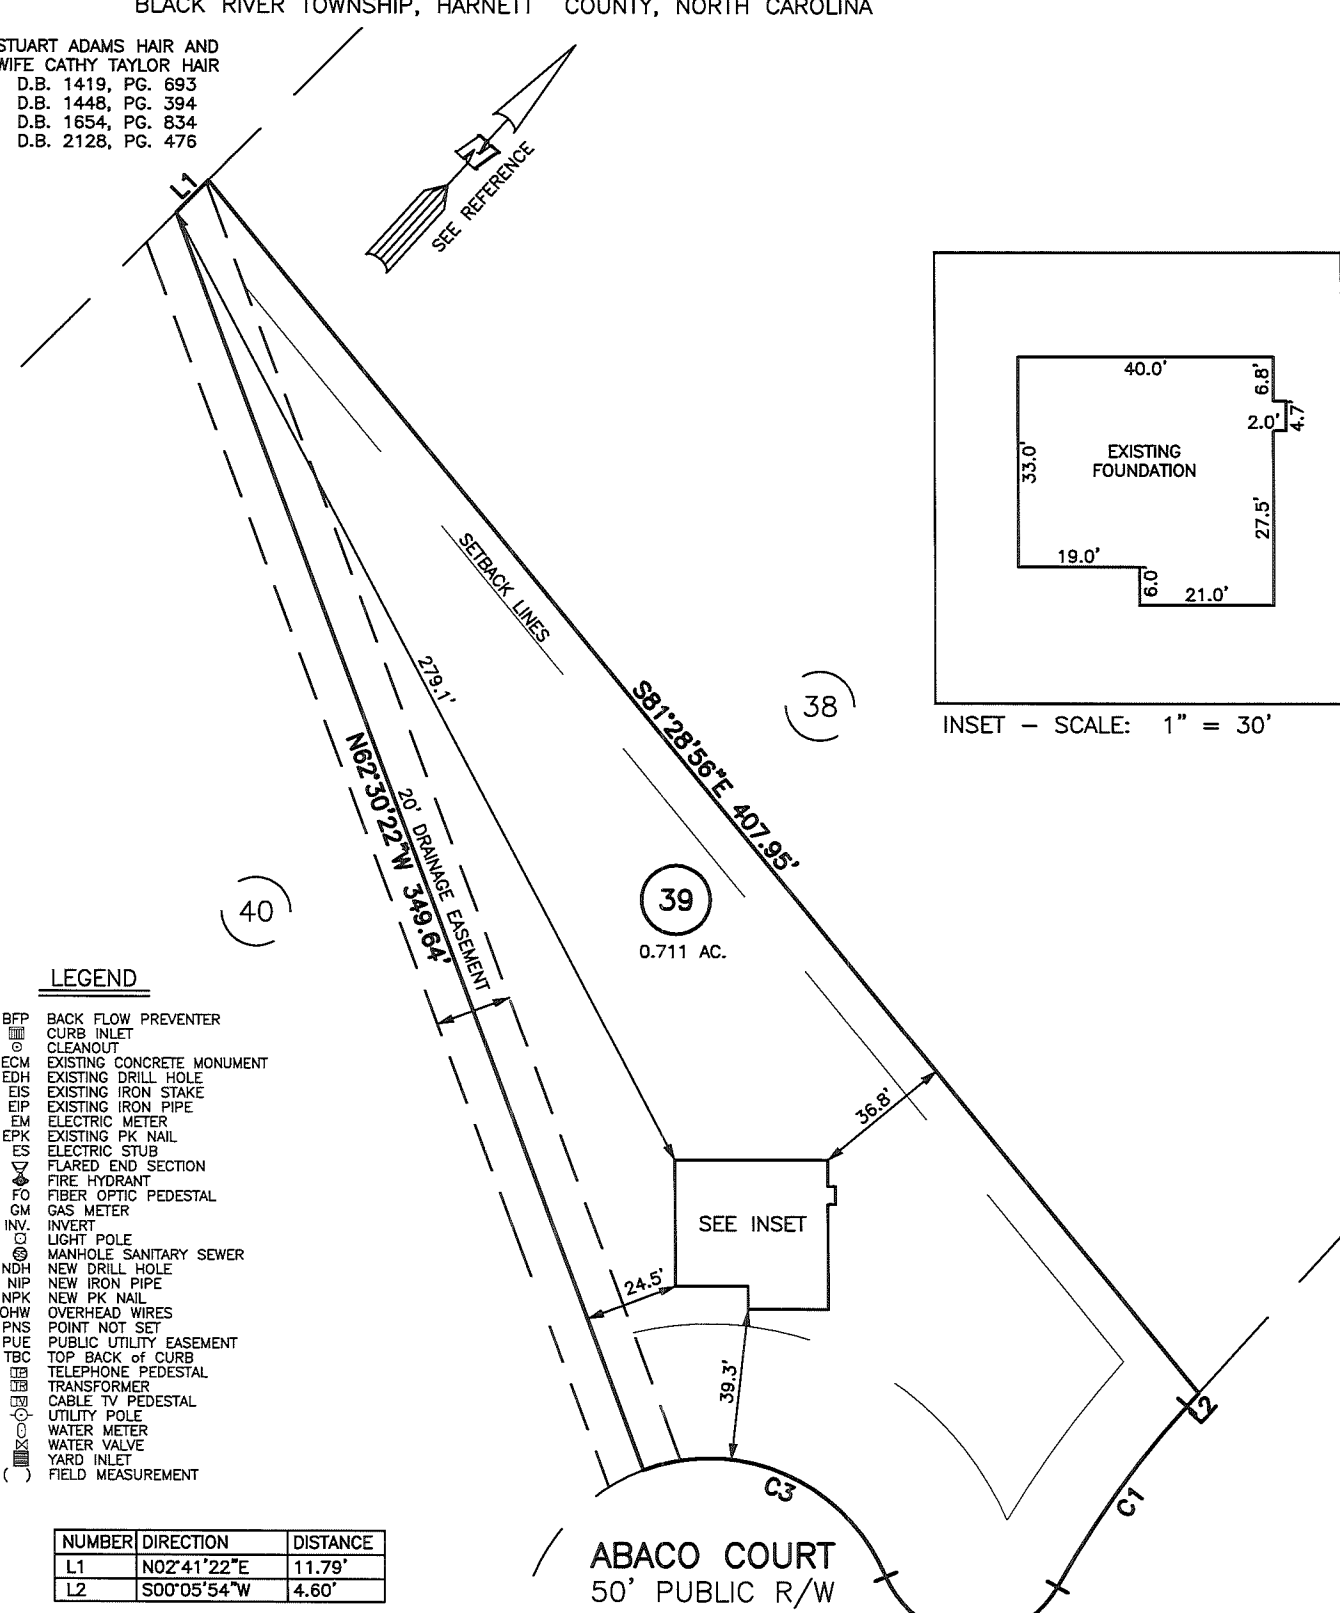 BLACK RIVER TOWNSHIP, HARNETT COUNTY, NORTH CAROLINA
STUART ADAMS HAIR AND
WIFE CATHY TAYLOR HAIR
D.B. 1419, PG. 693
D.B. 1448, PG. 394
D.B. 1654, PG. 834
D.B. 2128, PG. 476
L1
N
SEE REFERENCE
40.0'
6.8'
2.0'
4.7'
EXISTING
FOUNDATION
33.0'
27.5'
19.0'
6.0'
21.0'
INSET – SCALE: 1" = 30'
SETBACK LINES
279.1'
S81°28'56"E 407.95'
38
N62°30'22"W 349.64'
20' DRAINAGE EASEMENT
39
0.711 AC.
40
36.8'
SEE INSET
24.5'
39.3'
L2
C3
C1
ABACO COURT
50' PUBLIC R/W
LEGEND
BFP BACK FLOW PREVENTER
CURB INLET
CLEANOUT
ECM EXISTING CONCRETE MONUMENT
EDH EXISTING DRILL HOLE
EIS EXISTING IRON STAKE
EIP EXISTING IRON PIPE
EM ELECTRIC METER
EPK EXISTING PK NAIL
ES ELECTRIC STUB
FLARED END SECTION
FIRE HYDRANT
FO FIBER OPTIC PEDESTAL
GM GAS METER
INV. INVERT
LIGHT POLE
MANHOLE SANITARY SEWER
NDH NEW DRILL HOLE
NIP NEW IRON PIPE
NPK NEW PK NAIL
OHW OVERHEAD WIRES
PNS POINT NOT SET
PUE PUBLIC UTILITY EASEMENT
TBC TOP BACK of CURB
TELEPHONE PEDESTAL
TRANSFORMER
CABLE TV PEDESTAL
UTILITY POLE
WATER METER
WATER VALVE
YARD INLET
( ) FIELD MEASUREMENT
NUMBER DIRECTION DISTANCE
L1 N02°41'22"E 11.79'
L2 S00°05'54"W 4.60'